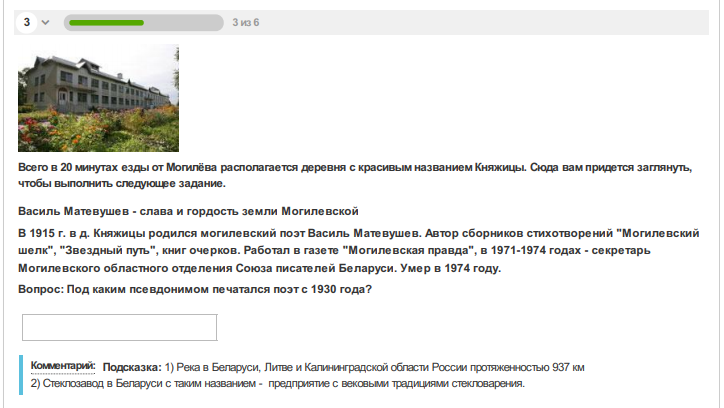 3
3 из 6
Всего в 20 минутах езды от Могилёва располагается деревня с красивым названием Княжицы. Сюда вам придется заглянуть,
чтобы выполнить следующее задание.
Василь Матевушев - слава и гордость земли Могилевской
В 1915 г. в д. Княжицы родился могилевский поэт Василь Матевушев. Автор сборников стихотворений "Могилевский
шелк", "Звездный путь", книг очерков. Работал в газете "Могилевская правда", в 1971-1974 годах - секретарь
Могилевского областного отделения Союза писателей Беларуси. Умер в 1974 году.
Вопрос: Под каким псевдонимом печатался поэт с 1930 года?
Комментарий: Подсказка: 1) Река в Беларуси, Литве и Калининградской области России протяженностью 937 км
2) Стеклозавод в Беларуси с таким названием - предприятие с вековыми традициями стекловарения.